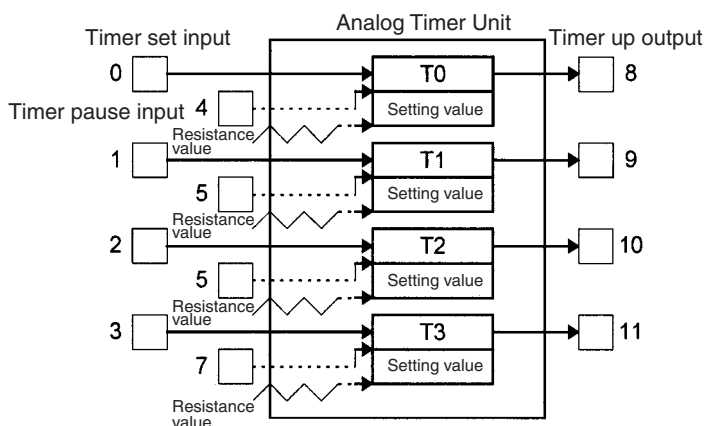 Analog Timer Unit
Timer set input
Timer up output
0
T0
8
4
Setting value
Timer pause input
Resistance
value
1
T1
9
5
Setting value
Resistance
value
2
T2
10
5
Setting value
Resistance
value
3
T3
11
7
Setting value
Resistance
value